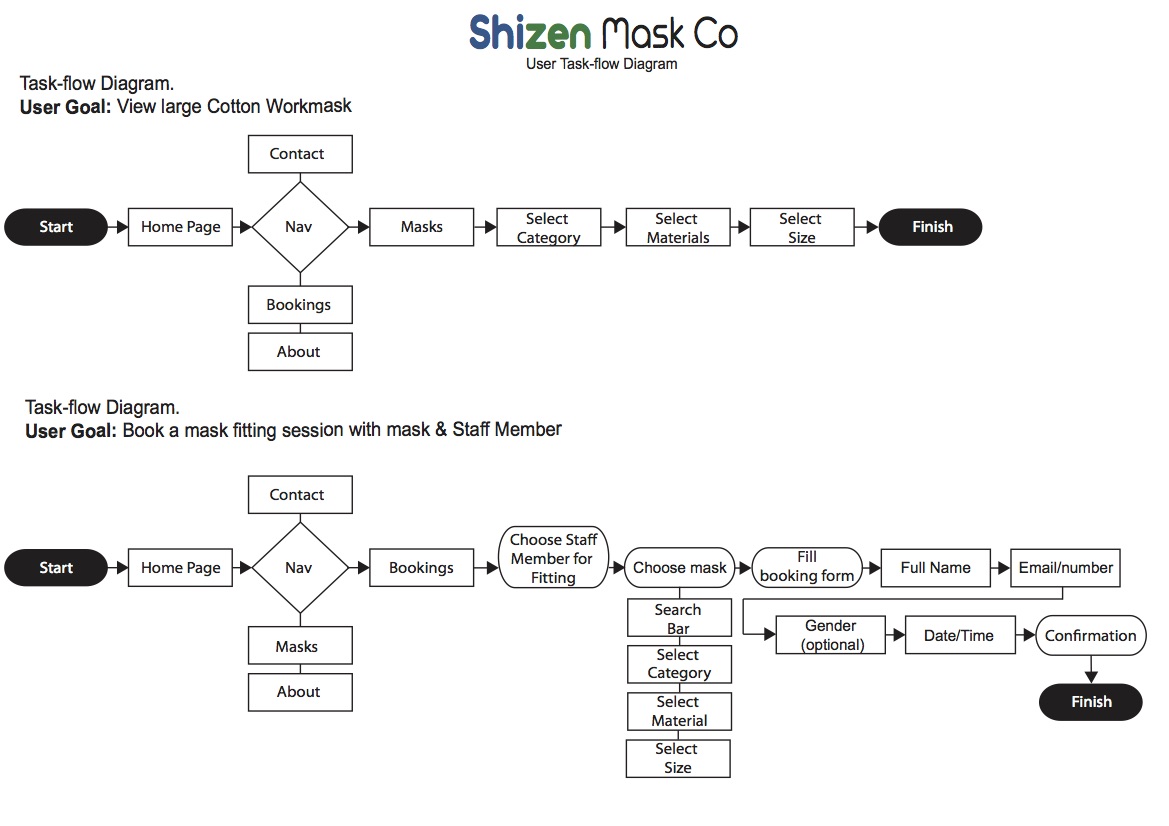 Shizen Mask Co
User Task-flow Diagram
Task-flow Diagram.
User Goal: View large Cotton Workmask
Contact
Start
Home Page
Nav
Masks
Select
Category
Select
Materials
Select
Size
Finish
Bookings
About
Task-flow Diagram.
User Goal: Book a mask fitting session with mask & Staff Member
Contact
Start
Home Page
Nav
Bookings
Choose Staff
Member for
Fitting
Choose mask
Fill
booking form
Full Name
Email/number
Search
Bar
Gender
(optional)
Date/Time
Confirmation
Masks
Select
Category
About
Select
Material
Finish
Select
Size